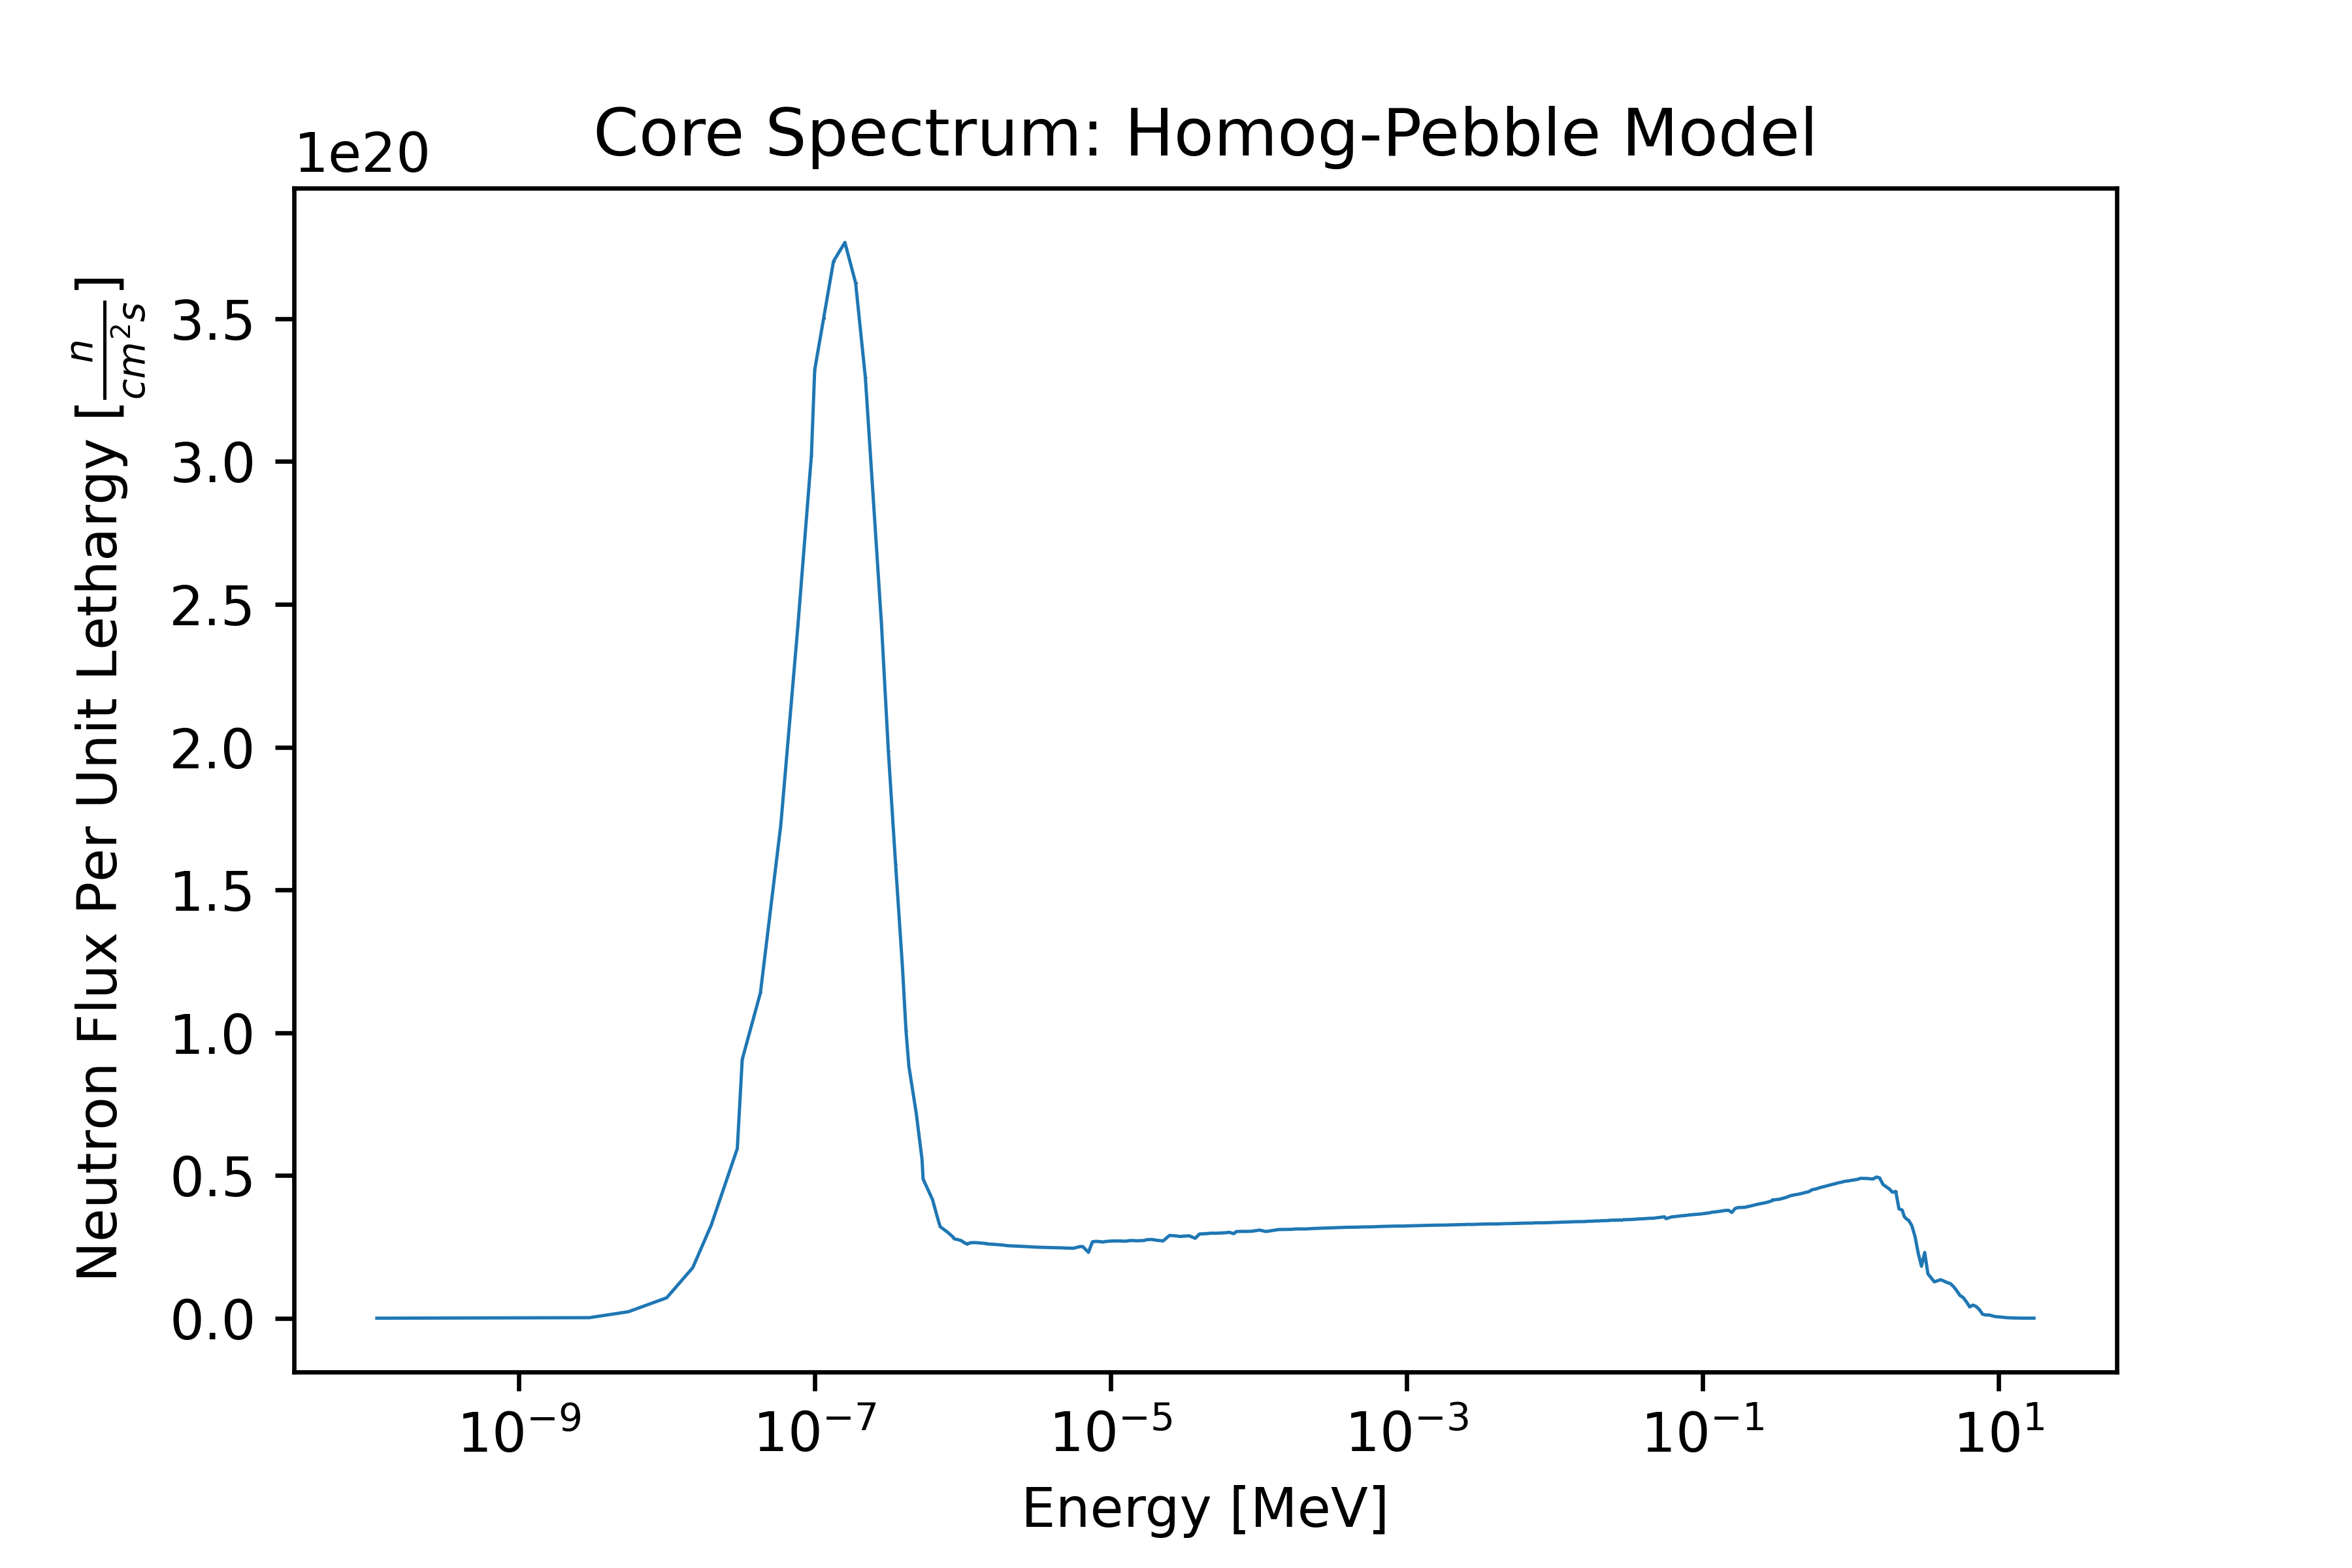 Core Spectrum: Homog-Pebble Model
1e20
Neutron Flux Per Unit Lethargy [n/cm²s]
3.5
3.0
2.5
2.0
1.5
1.0
0.5
0.0
10⁻⁹ 10⁻⁷ 10⁻⁵ 10⁻³ 10⁻¹ 10¹
Energy [MeV]